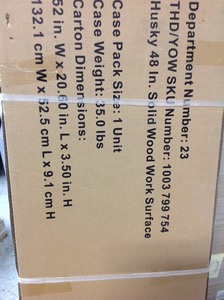 Department Number: 23
THD/YOW SKU Number: 1003 799 754
Husky 48 In. Solid Wood Work Surface
Case Pack Size: 1 Unit
Case Weight: 35.0 lbs
Carton Dimensions:
52 in. W x 20.60 in. L x 3.50 in. H
132.1 cm W x 52.5 cm L x 9.1 cm H